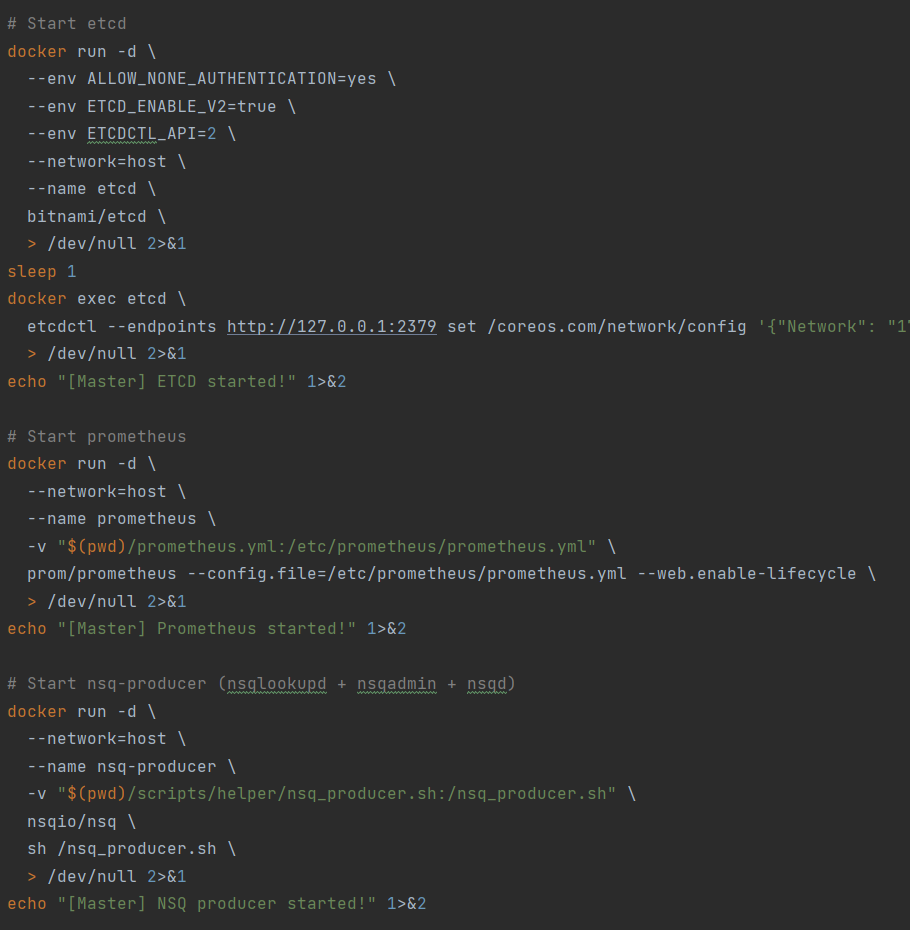 # Start etcd
docker run -d \
  --env ALLOW_NONE_AUTHENTICATION=yes \
  --env ETCD_ENABLE_V2=true \
  --env ETCDCTL_API=2 \
  --network=host \
  --name etcd \
  bitnami/etcd \
  > /dev/null 2>&1
sleep 1
docker exec etcd \
  etcdctl --endpoints http://127.0.0.1:2379 set /coreos.com/network/config '{"Network": "1
  > /dev/null 2>&1
echo "[Master] ETCD started!" 1>&2

# Start prometheus
docker run -d \
  --network=host \
  --name prometheus \
  -v "$(pwd)/prometheus.yml:/etc/prometheus/prometheus.yml" \
  prom/prometheus --config.file=/etc/prometheus/prometheus.yml --web.enable-lifecycle \
  > /dev/null 2>&1
echo "[Master] Prometheus started!" 1>&2

# Start nsq-producer (nsqlookupd + nsqadmin + nsqd)
docker run -d \
  --network=host \
  --name nsq-producer \
  -v "$(pwd)/scripts/helper/nsq_producer.sh:/nsq_producer.sh" \
  nsqio/nsq \
  sh /nsq_producer.sh \
  > /dev/null 2>&1
echo "[Master] NSQ producer started!" 1>&2